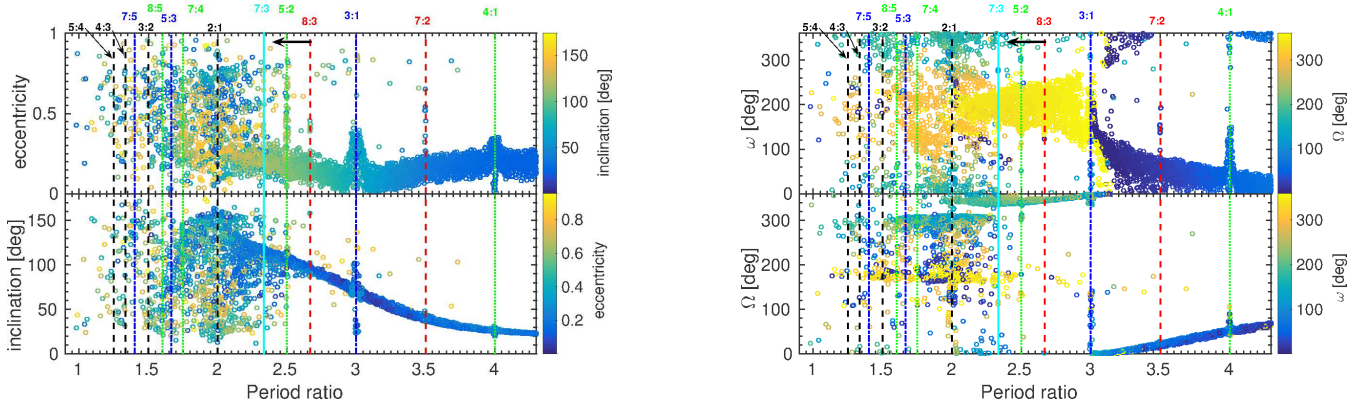 8:5 7:4 7:3 5:2 3:1 4:1
7:5 5:3 8:3 7:2
5:4 4:3 3:2 2:1
1
0.5
0
eccentricity
150
100
50
inclination [deg]
150
100
50
0
inclination [deg]
0.8
0.6
0.4
0.2
eccentricity
1 1.5 2 2.5 3 3.5 4
Period ratio
8:5 7:4 7:3 5:2 3:1 4:1
7:5 5:3 8:3 7:2
5:4 4:3 3:2 2:1
300
200
100
0
ω [deg]
300
200
100
0
Ω [deg]
300
200
100
0
Ω [deg]
300
200
100
0
ω [deg]
1 1.5 2 2.5 3 3.5 4
Period ratio